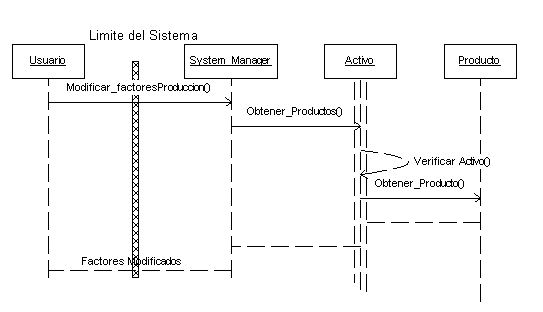 Limite del Sistema
Usuario
System_Manager
Activo
Producto
Modificar_factoresProduccion()
Obtener_Productos()
Verificar Activo()
Obtener_Producto()
Factores Modificados